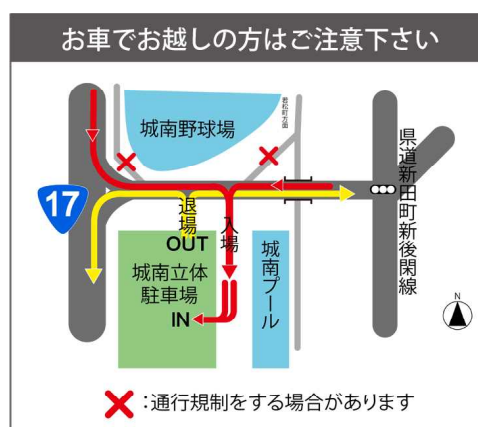 お車でお越しの方はご注意下さい
城南野球場
若松町方面
県道新田町新後閑線
17
退場
OUT
入場
城南立体
駐車場
IN
城南プール
N
:通行規制をする場合があります